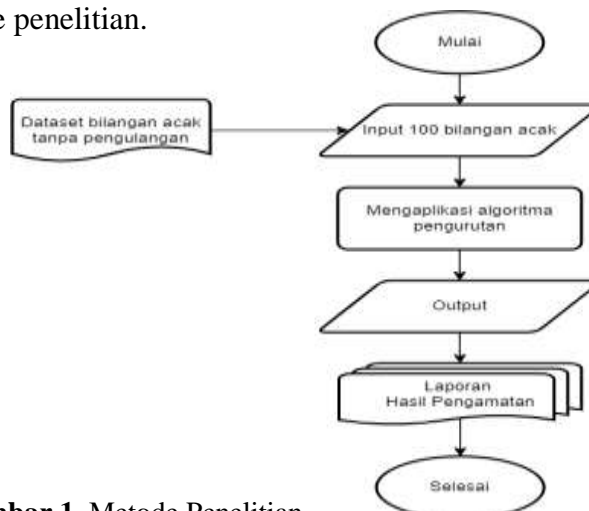 e penelitian.
Mulai
Dataset bilangan acak
tanpa pengulangan
Input 100 bilangan acak
Mengaplikasi algoritma
pengurutan
Output
Laporan
Hasil Pengamatan
Selesai
nbar 1. Metode Penelitian